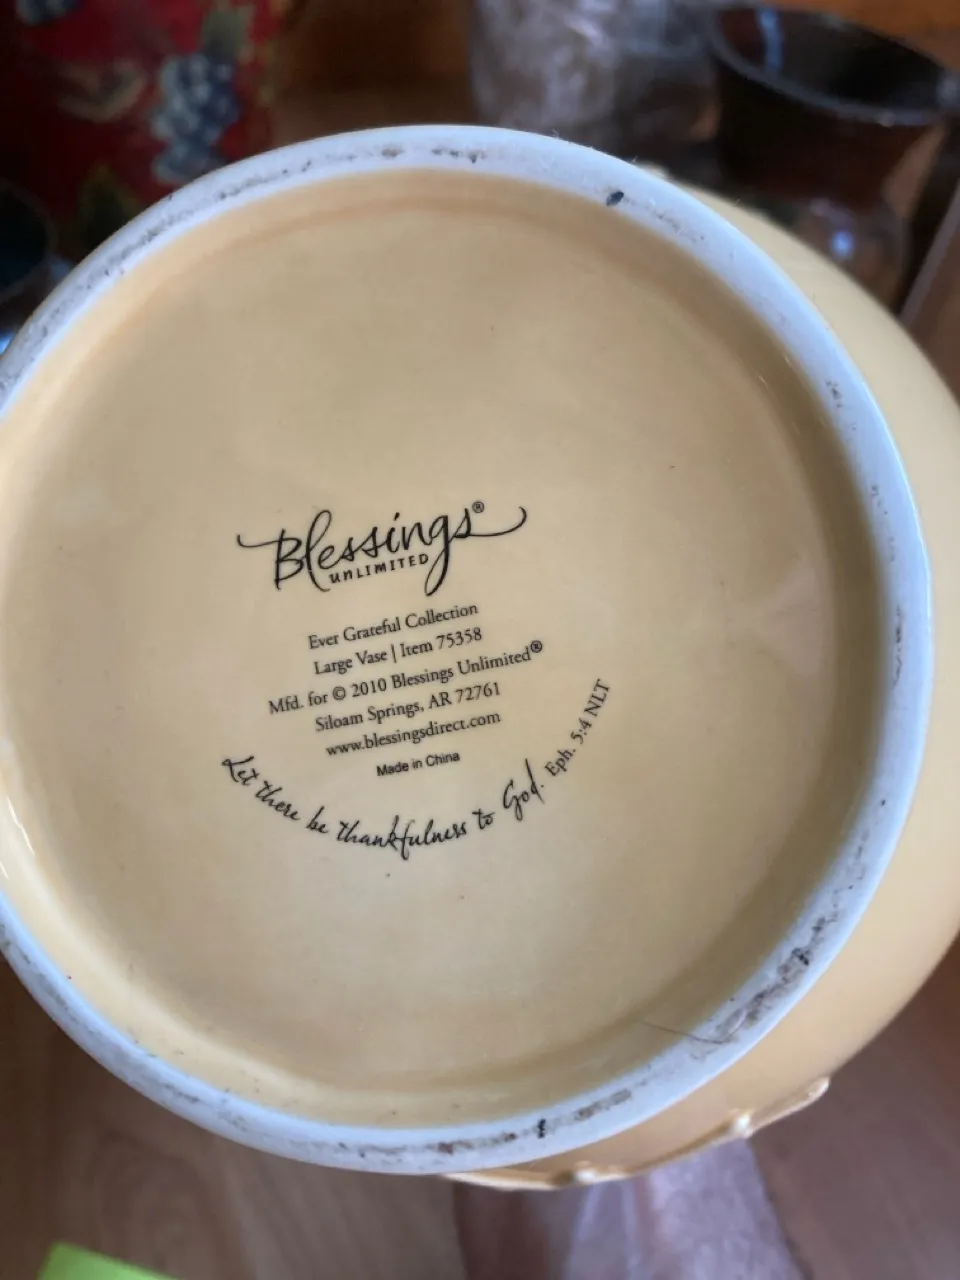 Blessings®
UNLIMITED
Ever Grateful Collection
Large Vase | Item 75358
Mfd. for © 2010 Blessings Unlimited®
Siloam Springs, AR 72761
www.blessingsdirect.com
Made in China
Let there be thankfulness to God. Eph. 5:4 NLT